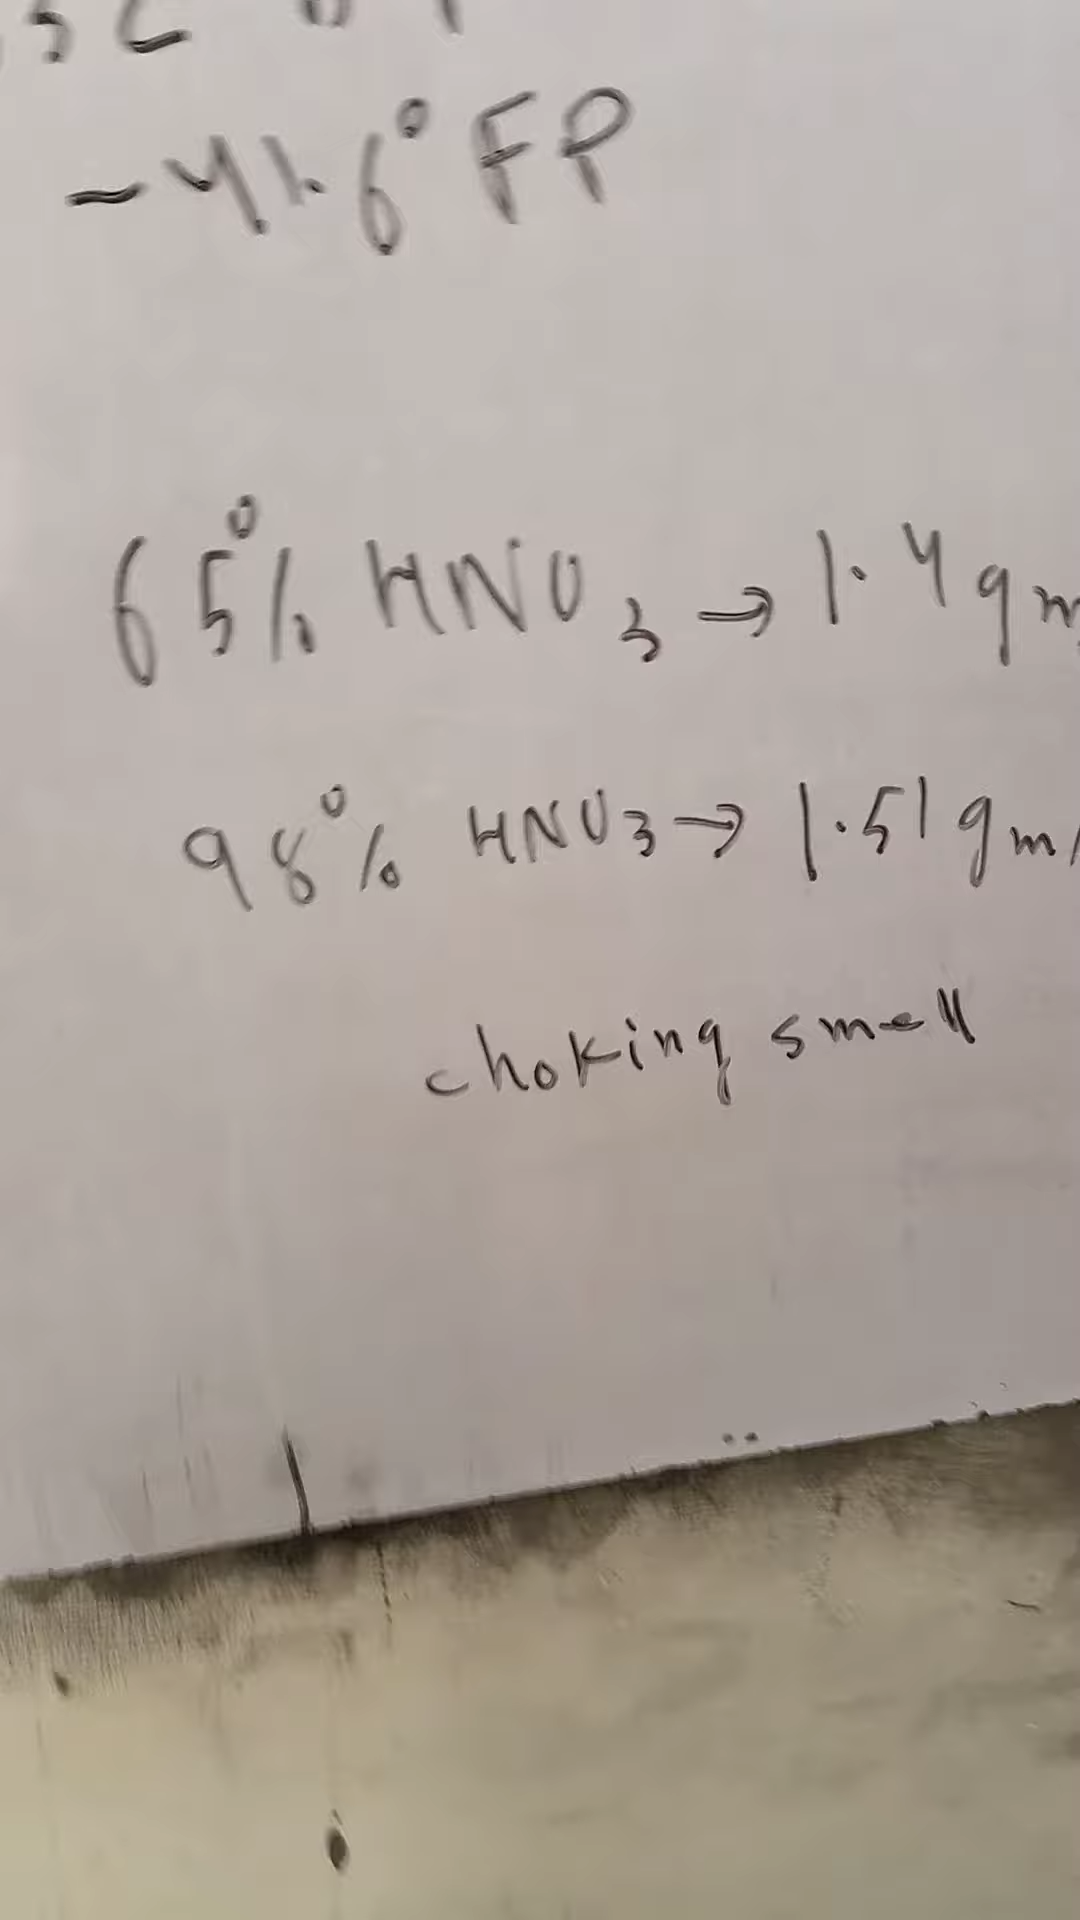 -41.6° FP
65% HNO3 → 1.4 gm
98% HNO3 → 1.51 gm/
choking smell